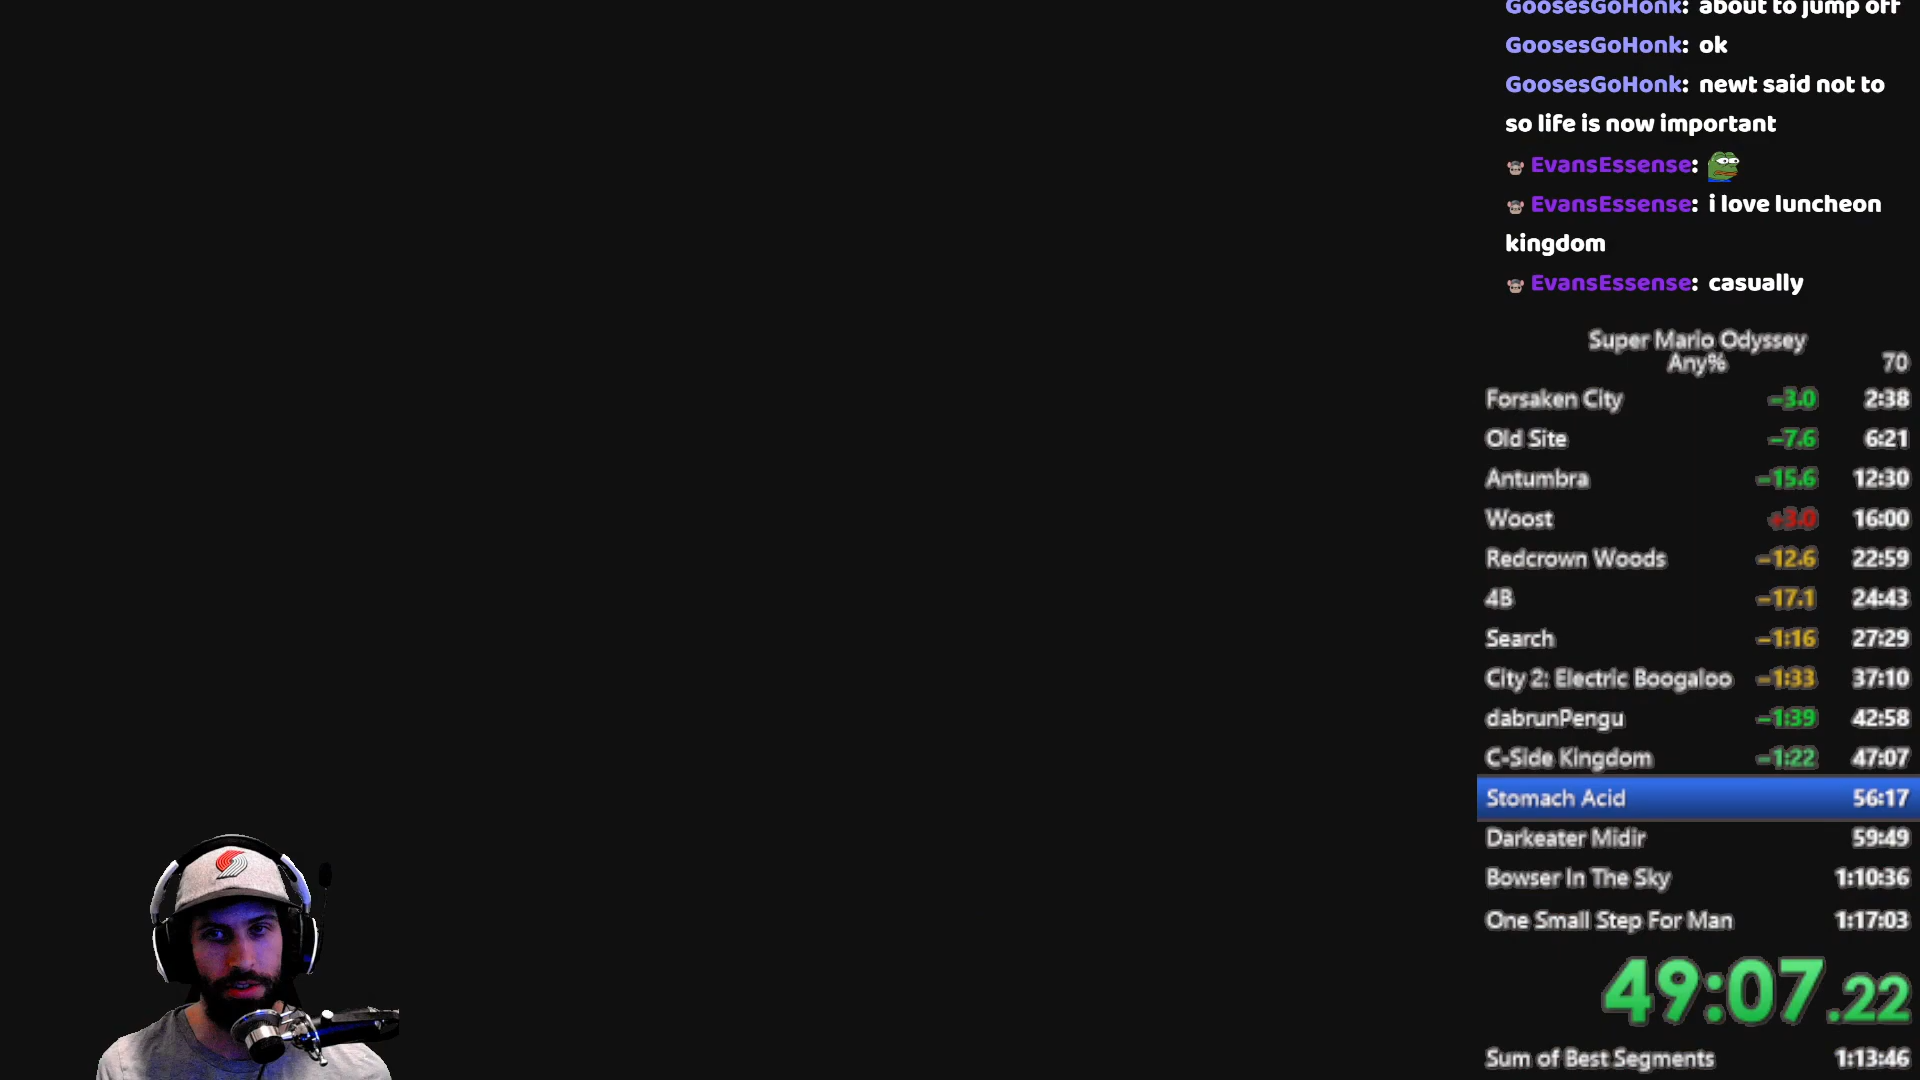 GoosesGoHonk: about to jump off
GoosesGoHonk: ok
GoosesGoHonk: newt said not to
so life is now important
EvansEssense:
EvansEssense: i love luncheon
kingdom
EvansEssense: casually
Super Mario Odyssey
Any% 70
Forsaken City -3.0 2:38
Old Site -7.6 6:21
Antumbra -15.6 12:30
Woost +3.0 16:00
Redcrown Woods -12.6 22:59
4B -17.1 24:43
Search -1:16 27:29
City 2: Electric Boogaloo -1:33 37:10
dabrunPengu -1:39 42:58
C-Side Kingdom -1:22 47:07
Stomach Acid 56:17
Darkeater Midir 59:49
Bowser In The Sky 1:10:36
One Small Step For Man 1:17:03
49:07.22
Sum of Best Segments 1:13:46